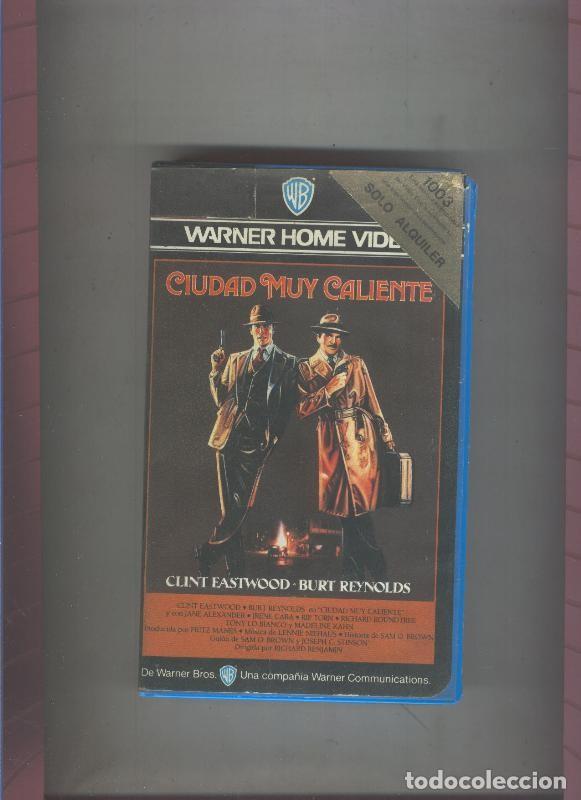 WB
WARNER HOME VIDE
1003
SOLO ALQUILER
CIUDAD MUY CALIENTE
CLINT EASTWOOD · BURT REYNOLDS
CLINT EASTWOOD • BURT REYNOLDS en "CIUDAD MUY CALIENTE"
y con JANE ALEXANDER • IRENE CARA • RIP TORN • RICHARD ROUNDTREE
TONY LO BIANCO y MADELINE KAHN
Producida por FRITZ MANES • Música de LENNIE NIEHAUS • Historia de SAM O. BROWN
Guión de SAM O. BROWN y JOSEPH C. STINSON
Dirigida por RICHARD BENJAMIN
De Warner Bros. WB Una compañía Warner Communications.
todocoleccion